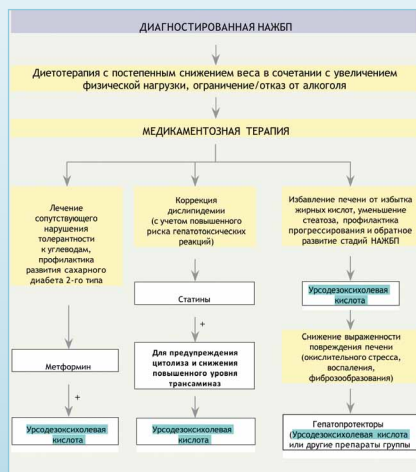 ДИАГНОСТИРОВАННАЯ НАЖБП
Диетотерапия с постепенным снижением веса в сочетании с увеличением
физической нагрузки, ограничение/отказ от алкоголя
МЕДИКАМЕНТОЗНАЯ ТЕРАПИЯ
Лечение
сопутствующего
нарушения
толерантности
к углеводам,
профилактика
развития сахарного
диабета 2-го типа
Метформин
+
Урсодезоксихолевая
кислота
Коррекция
дислипидемии
(с учетом повышенного
риска гепатотоксических
реакций)
Статины
+
Для предупреждения
цитолиза и снижения
повышенного уровня
трансаминаз
Урсодезоксихолевая
кислота
Избавление печени от избытка
жирных кислот, уменьшение
стеатоза, профилактика
прогрессирования и обратное
развитие стадий НАЖБП
Урсодезоксихолевая
кислота
Снижение выраженности
повреждения печени
(окислительного стресса,
воспаления,
фиброзообразования)
Гепатопротекторы
(Урсодезоксихолевая кислота
или другие препараты группы